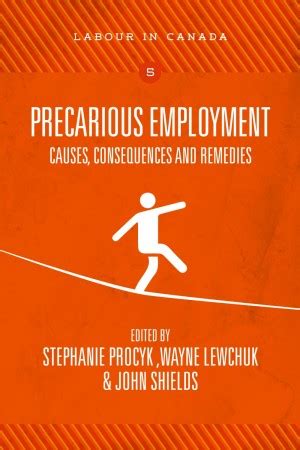 LABOUR IN CANADA
5
PRECARIOUS EMPLOYMENT
CAUSES, CONSEQUENCES AND REMEDIES
EDITED BY
STEPHANIE PROCYK ,WAYNE LEWCHUK
& JOHN SHIELDS